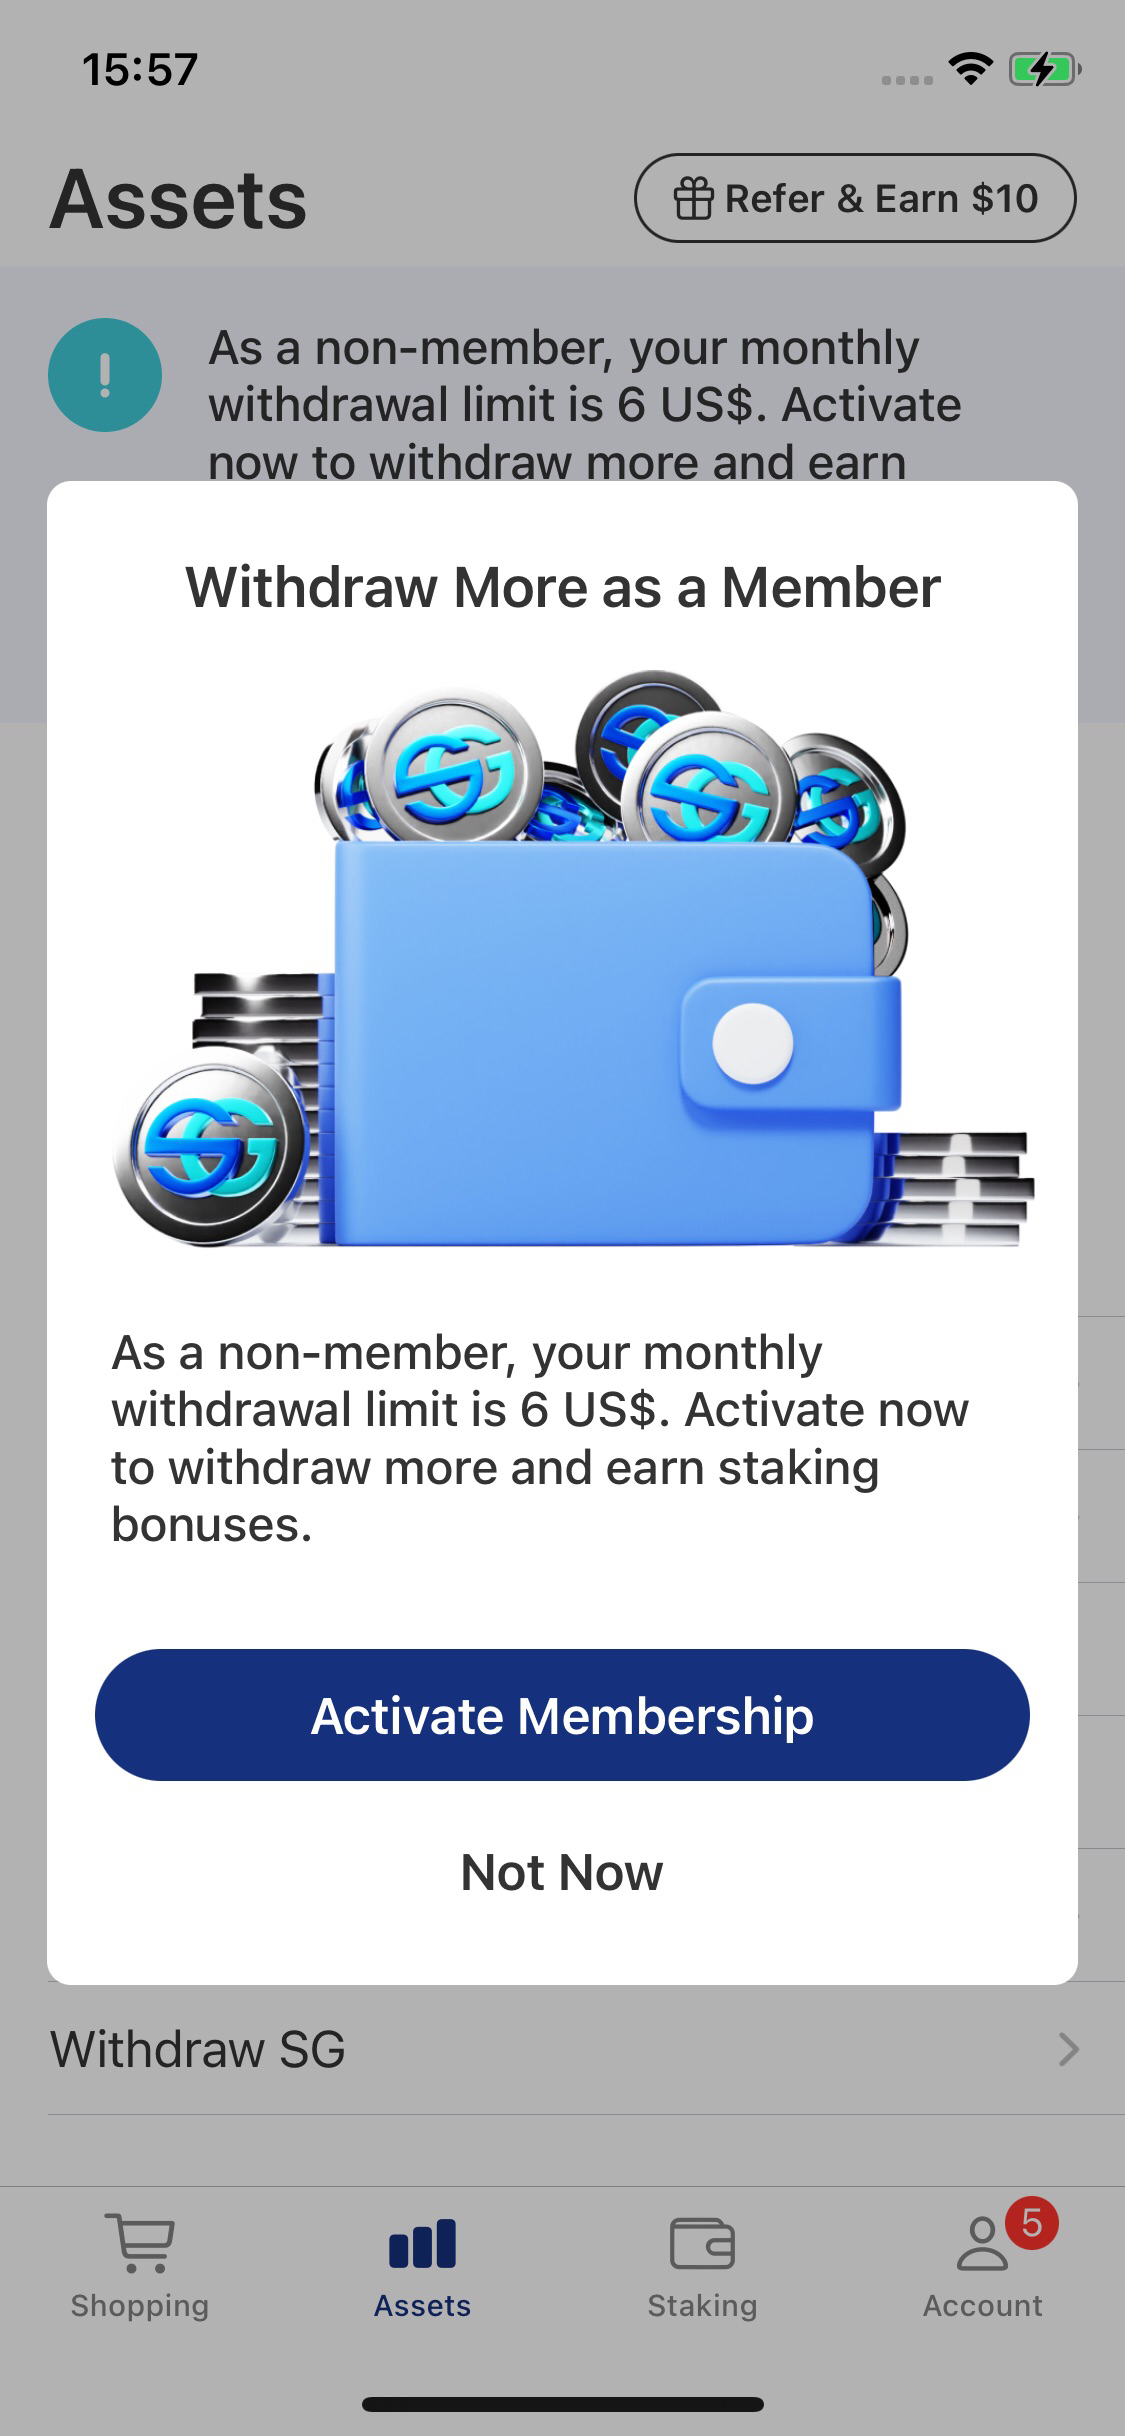 15:57
Assets
Refer & Earn $10
As a non-member, your monthly
withdrawal limit is 6 US$. Activate
now to withdraw more and earn
Withdraw More as a Member
SG
SG
SG
SG
As a non-member, your monthly
withdrawal limit is 6 US$. Activate now
to withdraw more and earn staking
bonuses.
Activate Membership
Not Now
Withdraw SG
5
Shopping
Assets
Staking
Account